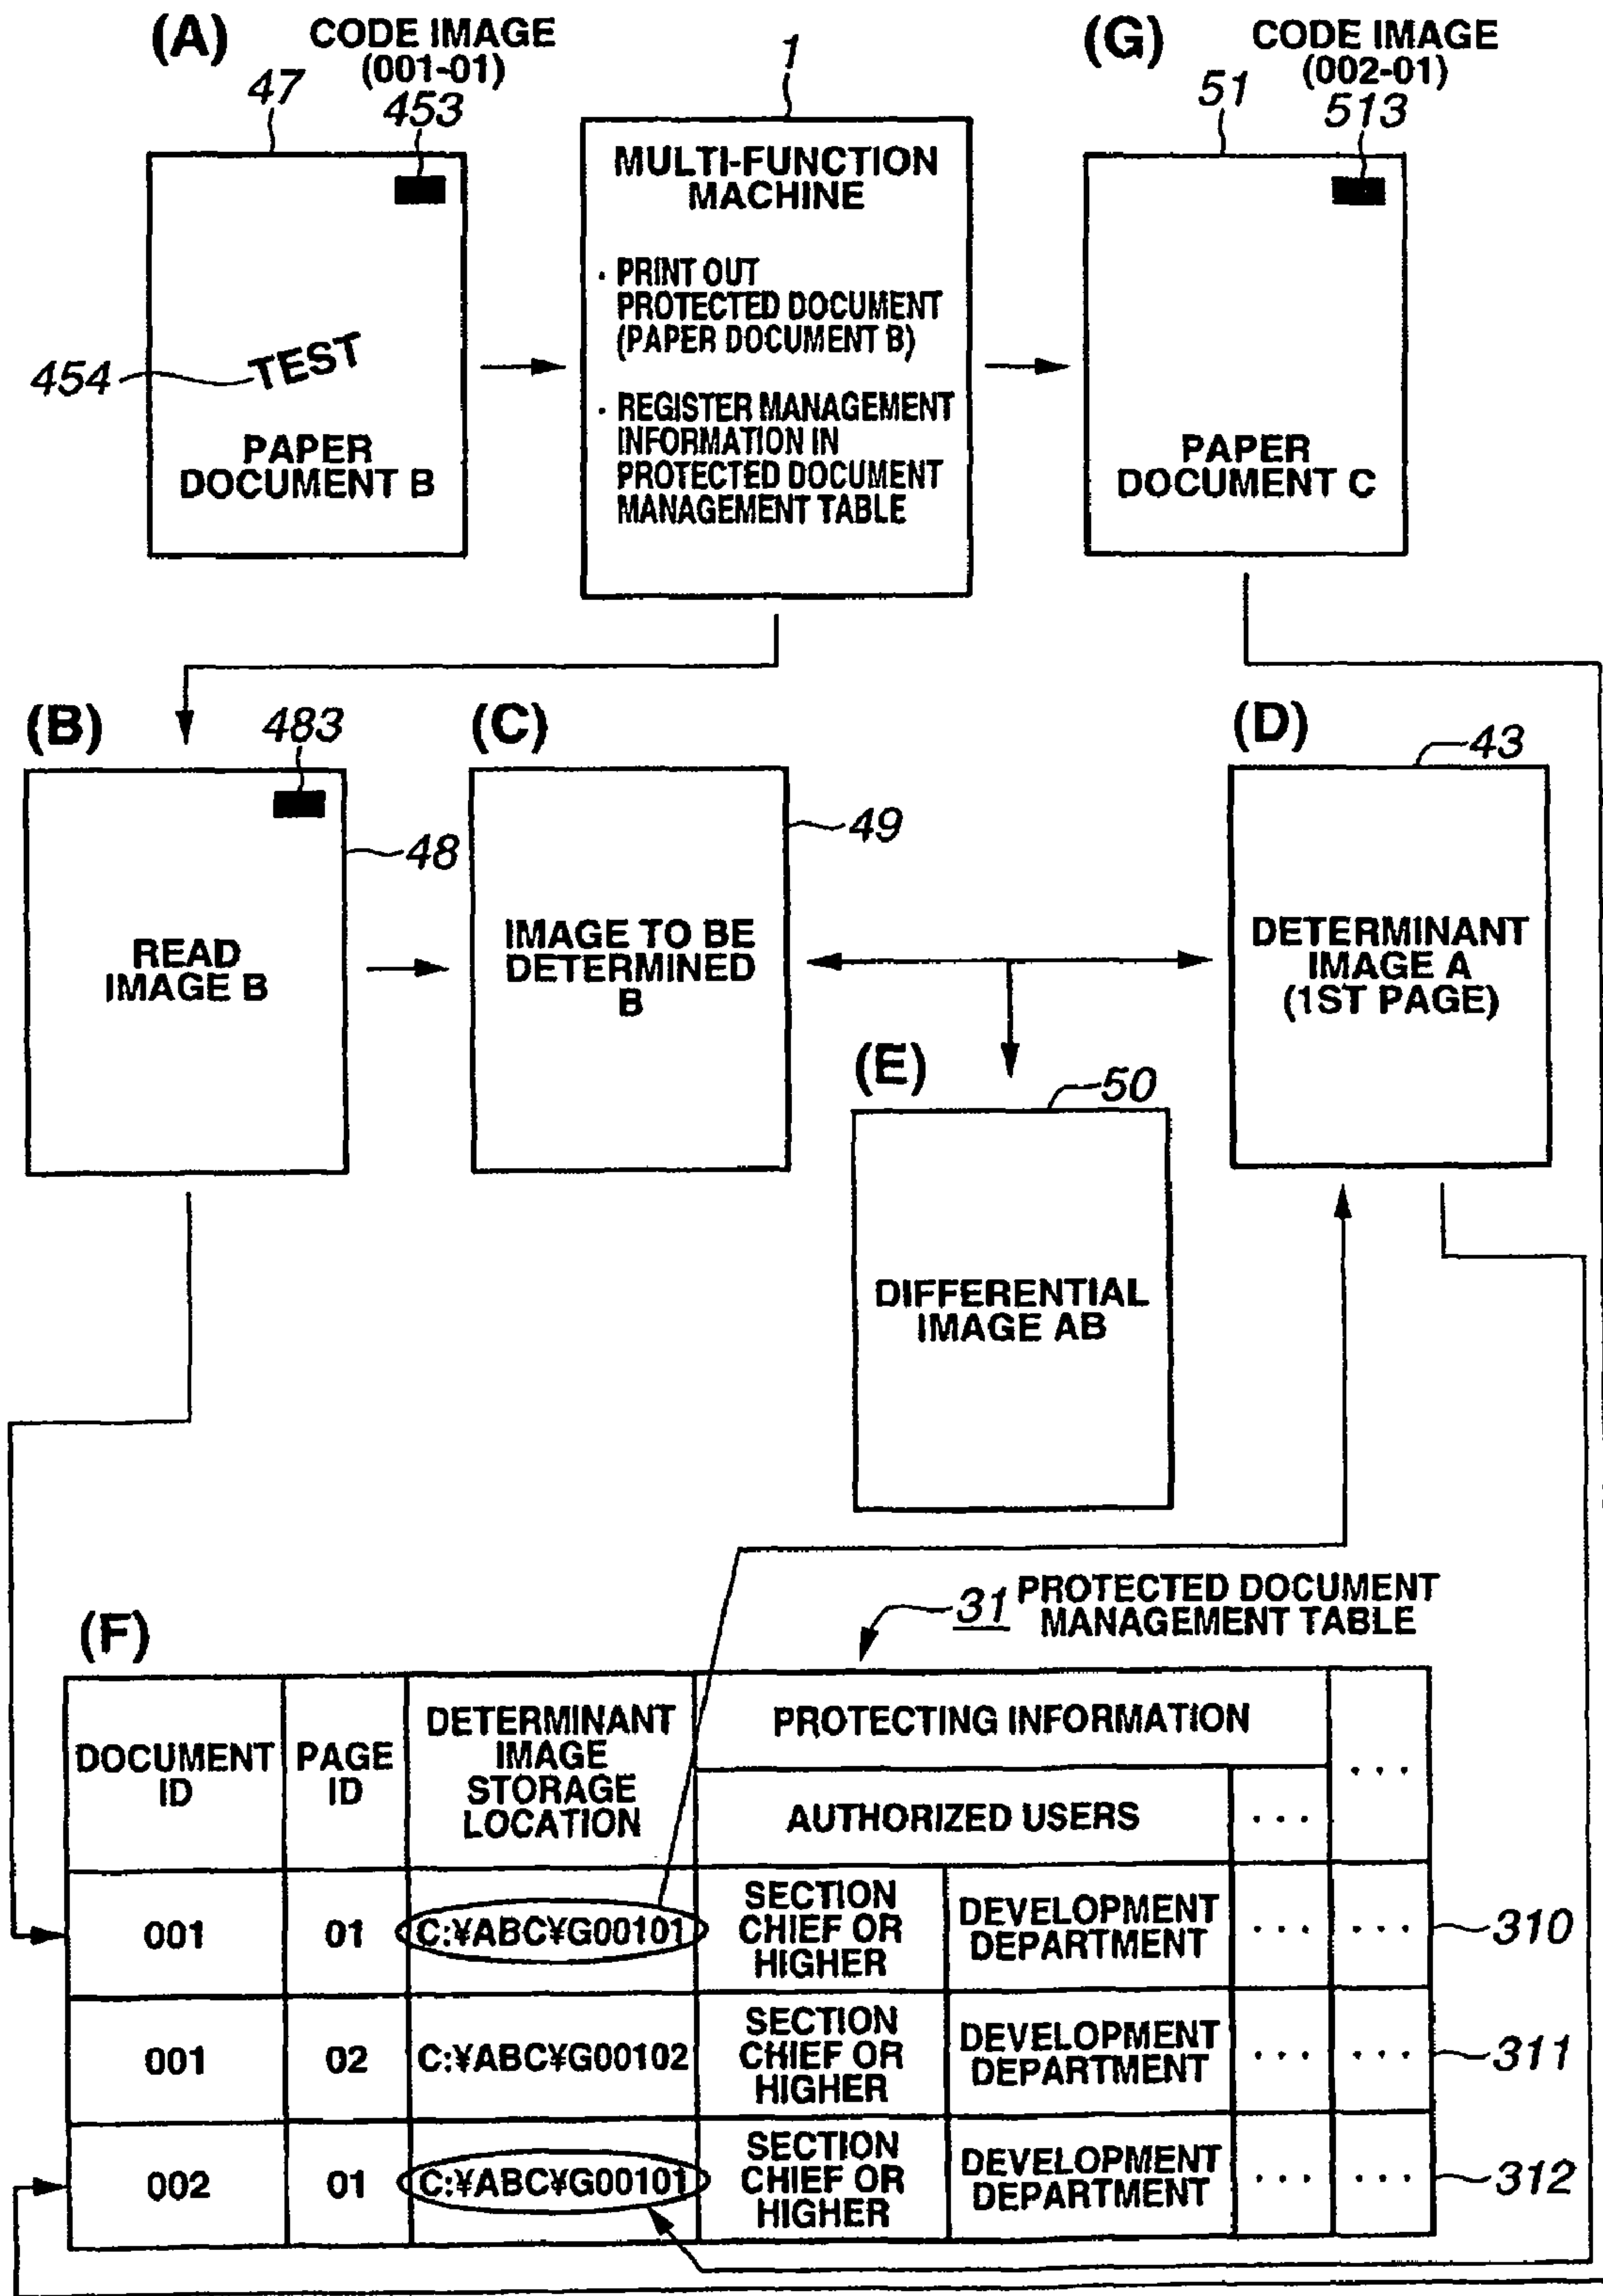 (A)
CODE IMAGE
(001-01)
47
453
454
TEST
PAPER
DOCUMENT B
1
MULTI-FUNCTION
MACHINE
· PRINT OUT
PROTECTED DOCUMENT
(PAPER DOCUMENT B)
· REGISTER MANAGEMENT
INFORMATION IN
PROTECTED DOCUMENT
MANAGEMENT TABLE
(G)
CODE IMAGE
(002-01)
51
513
PAPER
DOCUMENT C
(B)
483
48
READ
IMAGE B
(C)
49
IMAGE TO BE
DETERMINED
B
(D)
43
DETERMINANT
IMAGE A
(1ST PAGE)
(E)
50
DIFFERENTIAL
IMAGE AB
(F)
31 PROTECTED DOCUMENT
MANAGEMENT TABLE
DOCUMENT
ID
PAGE
ID
DETERMINANT
IMAGE
STORAGE
LOCATION
PROTECTING INFORMATION
AUTHORIZED USERS
...
...
001
01
C:¥ABC¥G00101
SECTION
CHIEF OR
HIGHER
DEVELOPMENT
DEPARTMENT
...
...
310
001
02
C:¥ABC¥G00102
SECTION
CHIEF OR
HIGHER
DEVELOPMENT
DEPARTMENT
...
...
311
002
01
C:¥ABC¥G00101
SECTION
CHIEF OR
HIGHER
DEVELOPMENT
DEPARTMENT
...
...
312